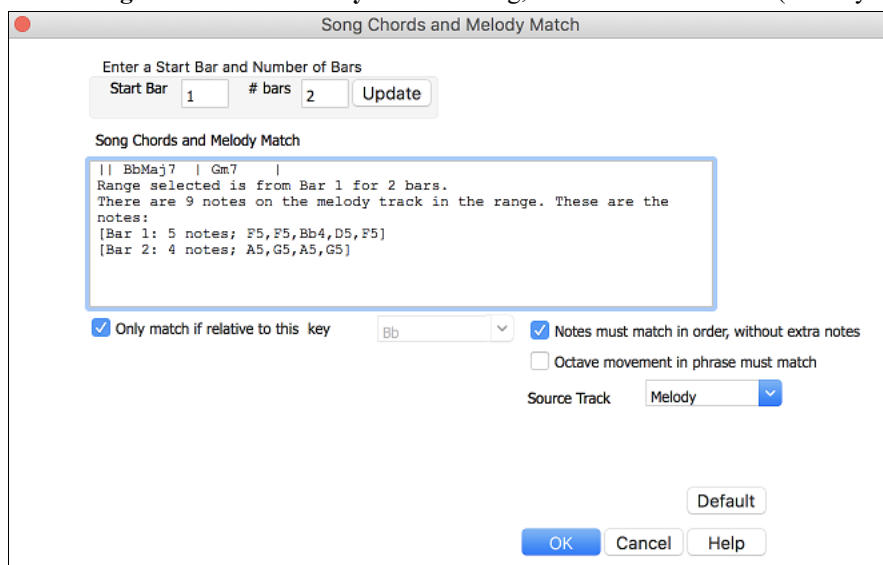 Song Chords and Melody Match
Enter a Start Bar and Number of Bars
Start Bar 1 # bars 2 Update
Song Chords and Melody Match
|| BbMaj7 | Gm7 |
Range selected is from Bar 1 for 2 bars.
There are 9 notes on the melody track in the range. These are the
notes:
[Bar 1: 5 notes; F5,F5,Bb4,D5,F5]
[Bar 2: 4 notes; A5,G5,A5,G5]
Only match if relative to this key Bb
Notes must match in order, without extra notes
Octave movement in phrase must match
Source Track Melody
Default
OK Cancel Help